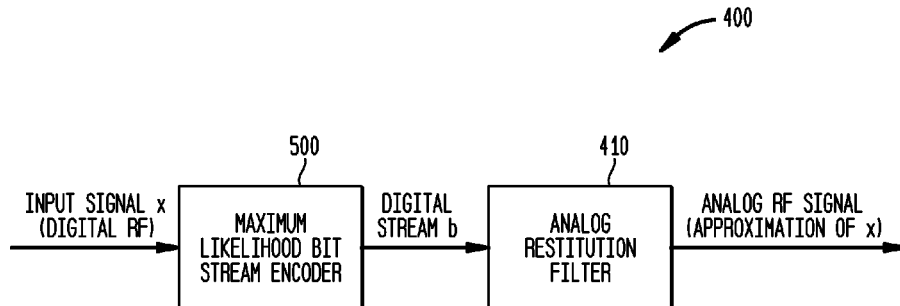 400
500
410
INPUT SIGNAL x
(DIGITAL RF)
MAXIMUM
LIKELIHOOD BIT
STREAM ENCODER
DIGITAL
STREAM b
ANALOG
RESTITUTION
FILTER
ANALOG RF SIGNAL
(APPROXIMATION OF x)